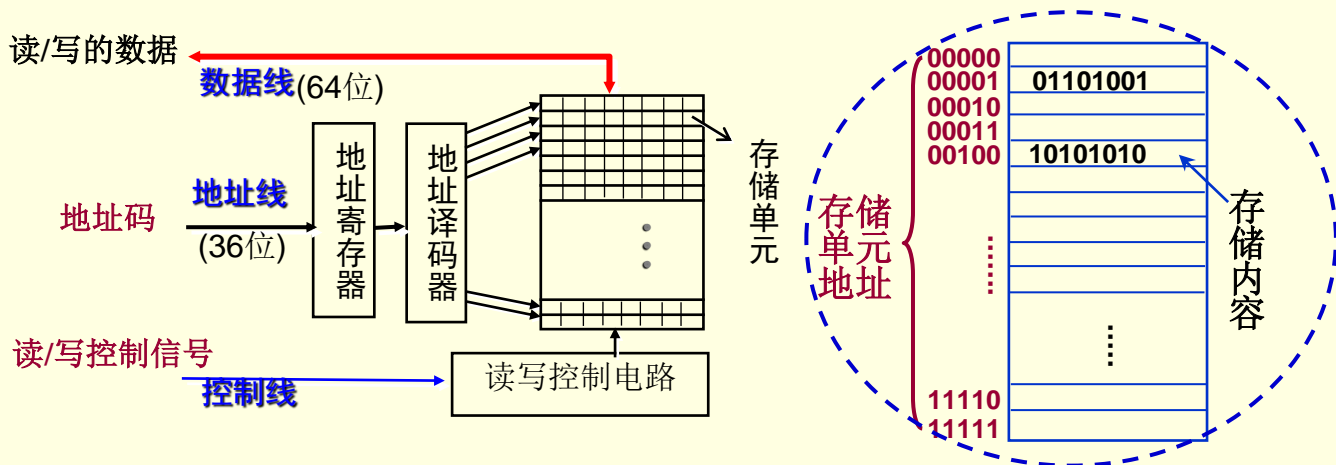 读/写的数据
数据线(64位)
地址码
地址线
(36位)
地址寄存器
地址译码器
存储单元
读/写控制信号
控制线
读写控制电路
存储
单元
地址
00000
00001 01101001
00010
00011
00100 10101010
......
......
11110
11111
存储内容